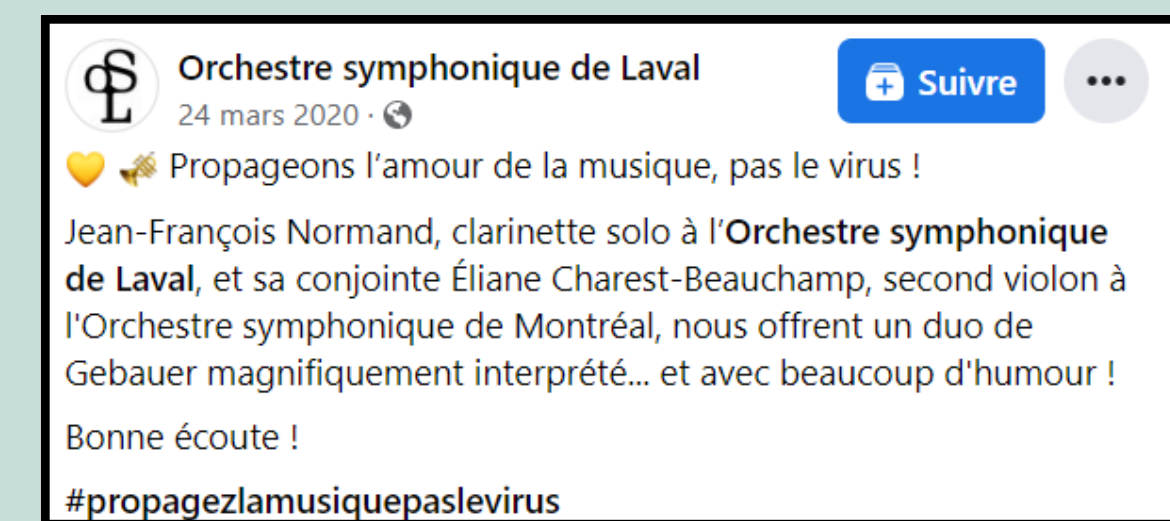 OSL
Orchestre symphonique de Laval
Suivre
24 mars 2020 ·
💛 🎺 Propageons l’amour de la musique, pas le virus !
Jean-François Normand, clarinette solo à l’Orchestre symphonique
de Laval, et sa conjointe Éliane Charest-Beauchamp, second violon à
l'Orchestre symphonique de Montréal, nous offrent un duo de
Gebauer magnifiquement interprété... et avec beaucoup d'humour !
Bonne écoute !
#propagezlamusiquepaslevirus